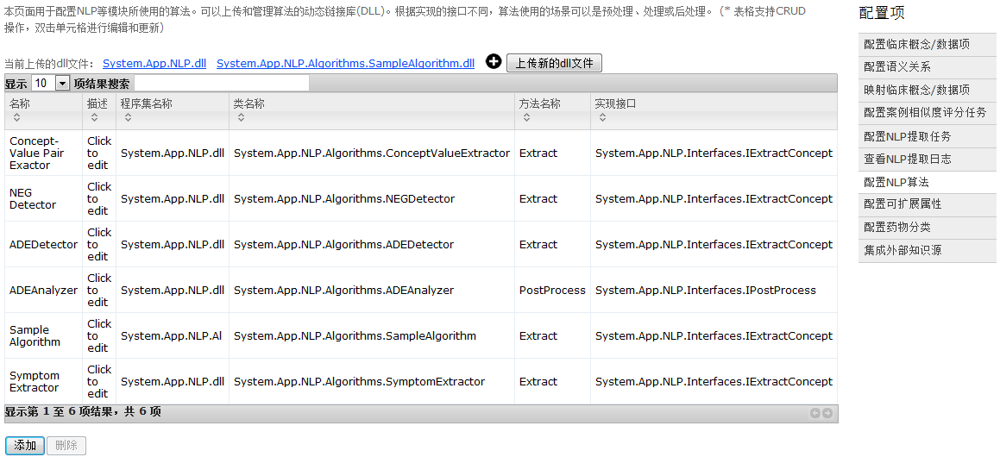 本页面用于配置NLP等模块所使用的算法。可以上传和管理算法的动态链接库(DLL)。根据实现的接口不同，算法使用的场景可以是预处理、处理或后处理。 (* 表格支持CRUD
操作，双击单元格进行编辑和更新)
当前上传的dll文件： System.App.NLP.dll System.App.NLP.Algorithms.SampleAlgorithm.dll 上传新的dll文件
显示 10 项结果搜索
名称 描述 程序集名称 类名称 方法名称 实现接口
Concept-
Value Pair
Exactor
Click
to
edit
System.App.NLP.dll System.App.NLP.Algorithms.ConceptValueExtractor Extract System.App.NLP.Interfaces.IExtractConcept
NEG
Detector
Click
to
edit
System.App.NLP.dll System.App.NLP.Algorithms.NEGDetector Extract System.App.NLP.Interfaces.IExtractConcept
ADEDetector
Click
to
edit
System.App.NLP.dll System.App.NLP.Algorithms.ADEDetector Extract System.App.NLP.Interfaces.IExtractConcept
ADEAnalyzer
Click
to
edit
System.App.NLP.dll System.App.NLP.Algorithms.ADEAnalyzer PostProcess System.App.NLP.Interfaces.IPostProcess
Sample
Algorithm
Click
to
edit
System.App.NLP.Al System.App.NLP.Algorithms.SampleAlgorithm Extract System.App.NLP.Interfaces.IExtractConcept
Symptom
Extractor
Click
to
edit
System.App.NLP.dll System.App.NLP.Algorithms.SymptomExtractor Extract System.App.NLP.Interfaces.IExtractConcept
显示第 1 至 6 项结果，共 6 项
添加 删除
配置项
配置临床概念/数据项
配置语义关系
映射临床概念/数据项
配置案例相似度评分任务
配置NLP提取任务
查看NLP提取日志
配置NLP算法
配置可扩展属性
配置药物分类
集成外部知识源